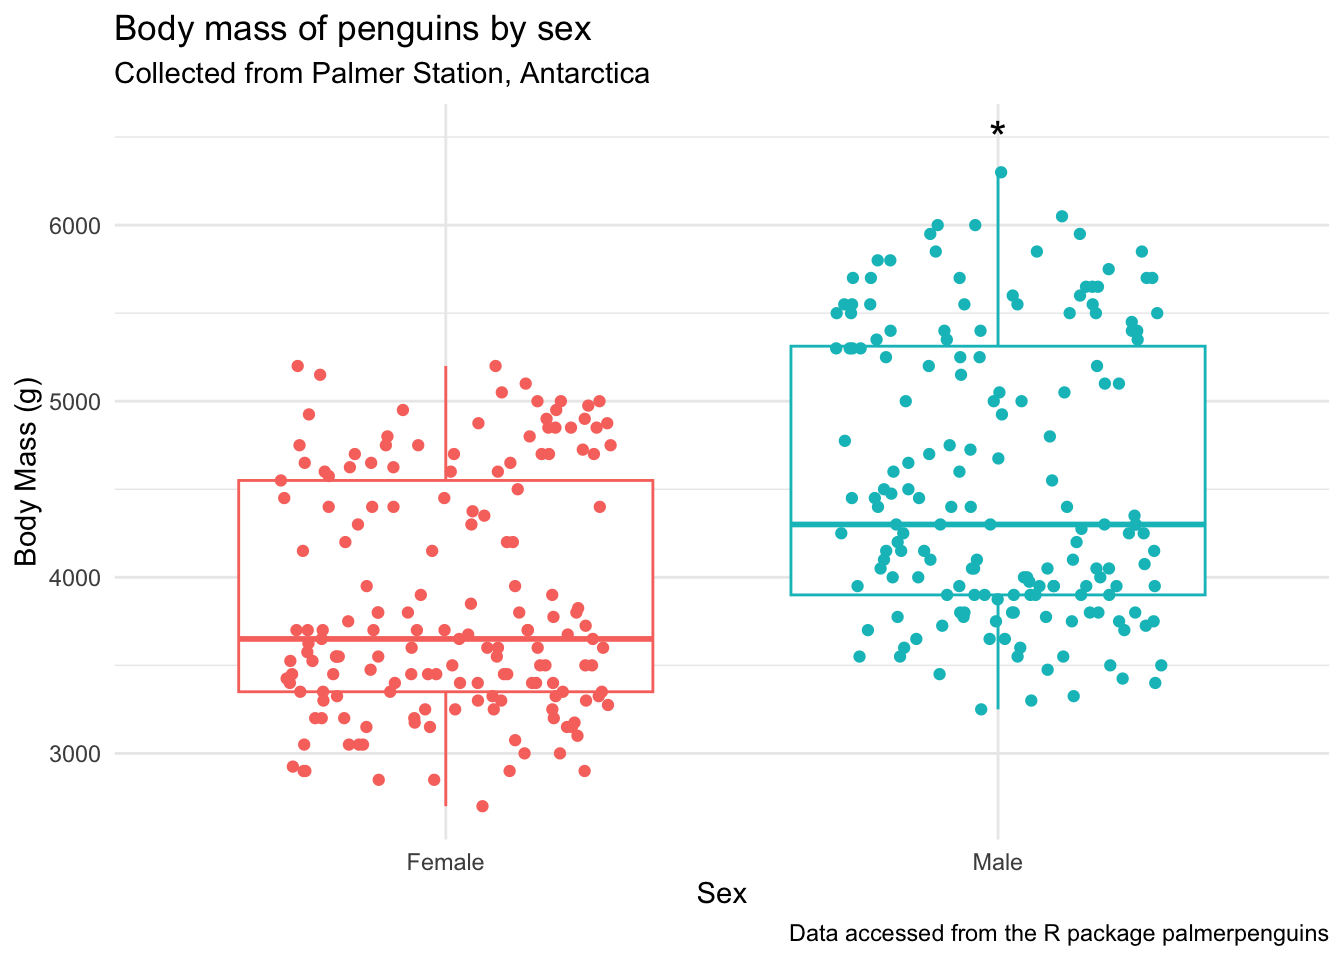 Body mass of penguins by sex
Collected from Palmer Station, Antarctica
*
6000
5000
4000
3000
Body Mass (g)
Female
Male
Sex
Data accessed from the R package palmerpenguins